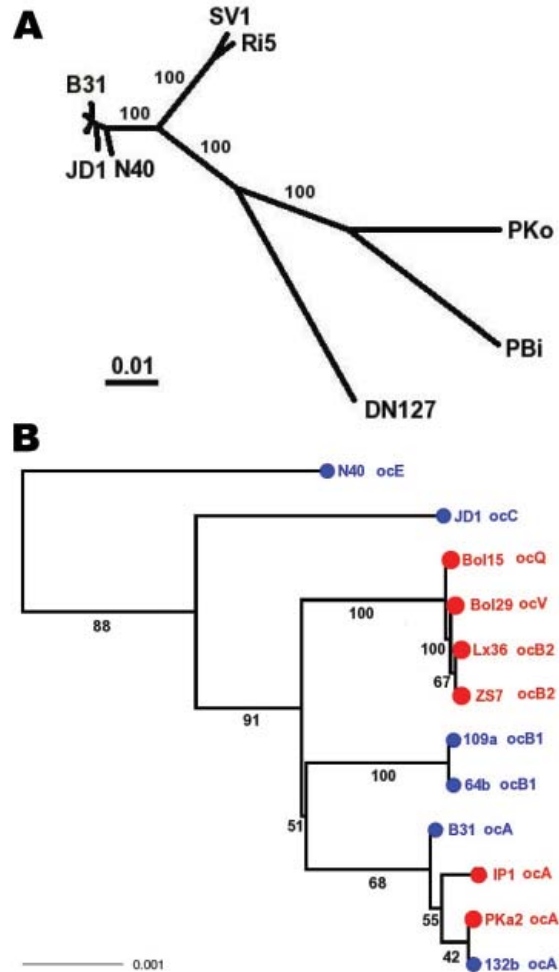 A
SV1
Ri5
100
B31
100
JD1 N40
100
100
PKo
PBi
0.01
DN127
B
N40 ocE
JD1 ocC
88
Bol15 ocQ
Bol29 ocV
100
Lx36 ocB2
100
67
ZS7 ocB2
91
109a ocB1
100
64b ocB1
51
B31 ocA
68
IP1 ocA
55
PKa2 ocA
42
132b ocA
0.001